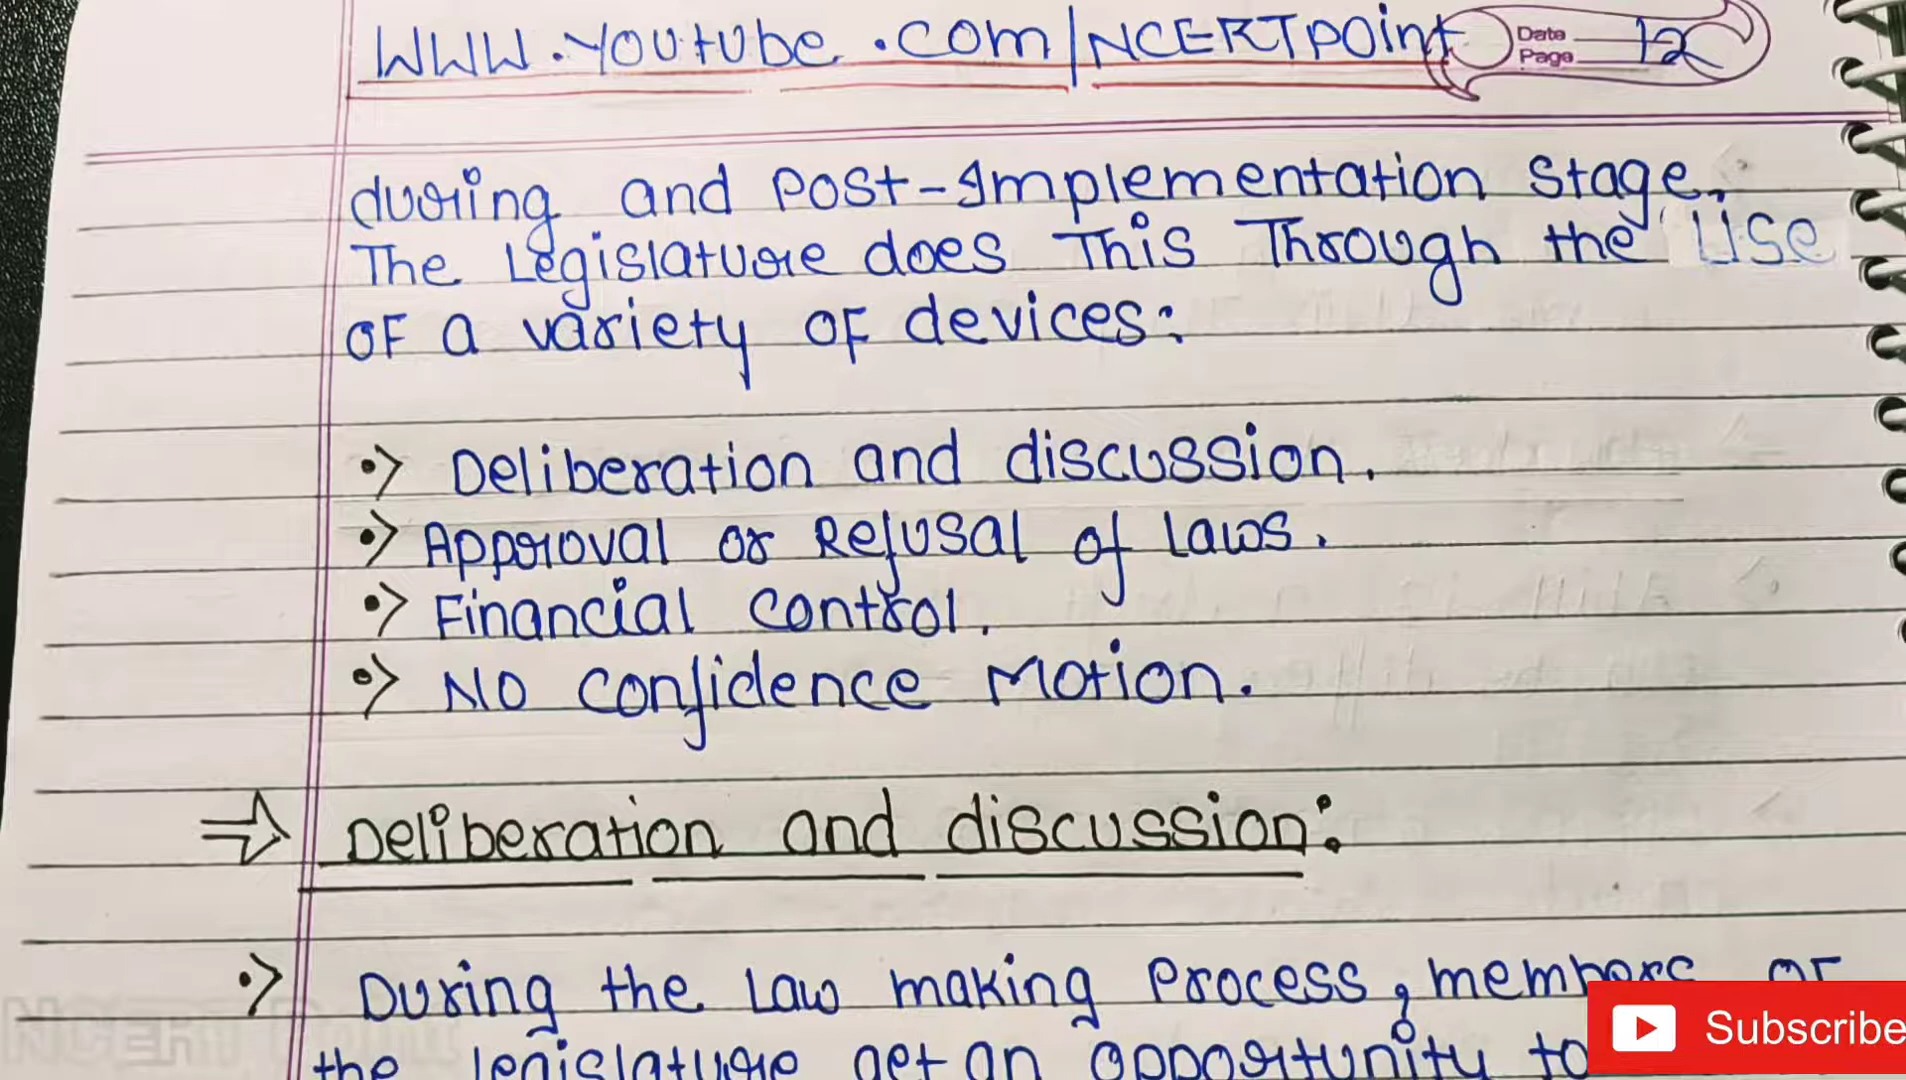 WWW.YouTube.com/NCERTpoint
Date
Page 12
during and Post-Implementation Stage.
The Legislature does This Through the Use
OF a variety OF devices:
•> Deliberation and discussion.
•> Approval or Refusal of Laws.
•> Financial control.
•> No confidence Motion.
⇒ Deliberation and discussion:
•> During the Law making Process, members of
the legislature get an opportunity to
NCERT Point
Subscribe